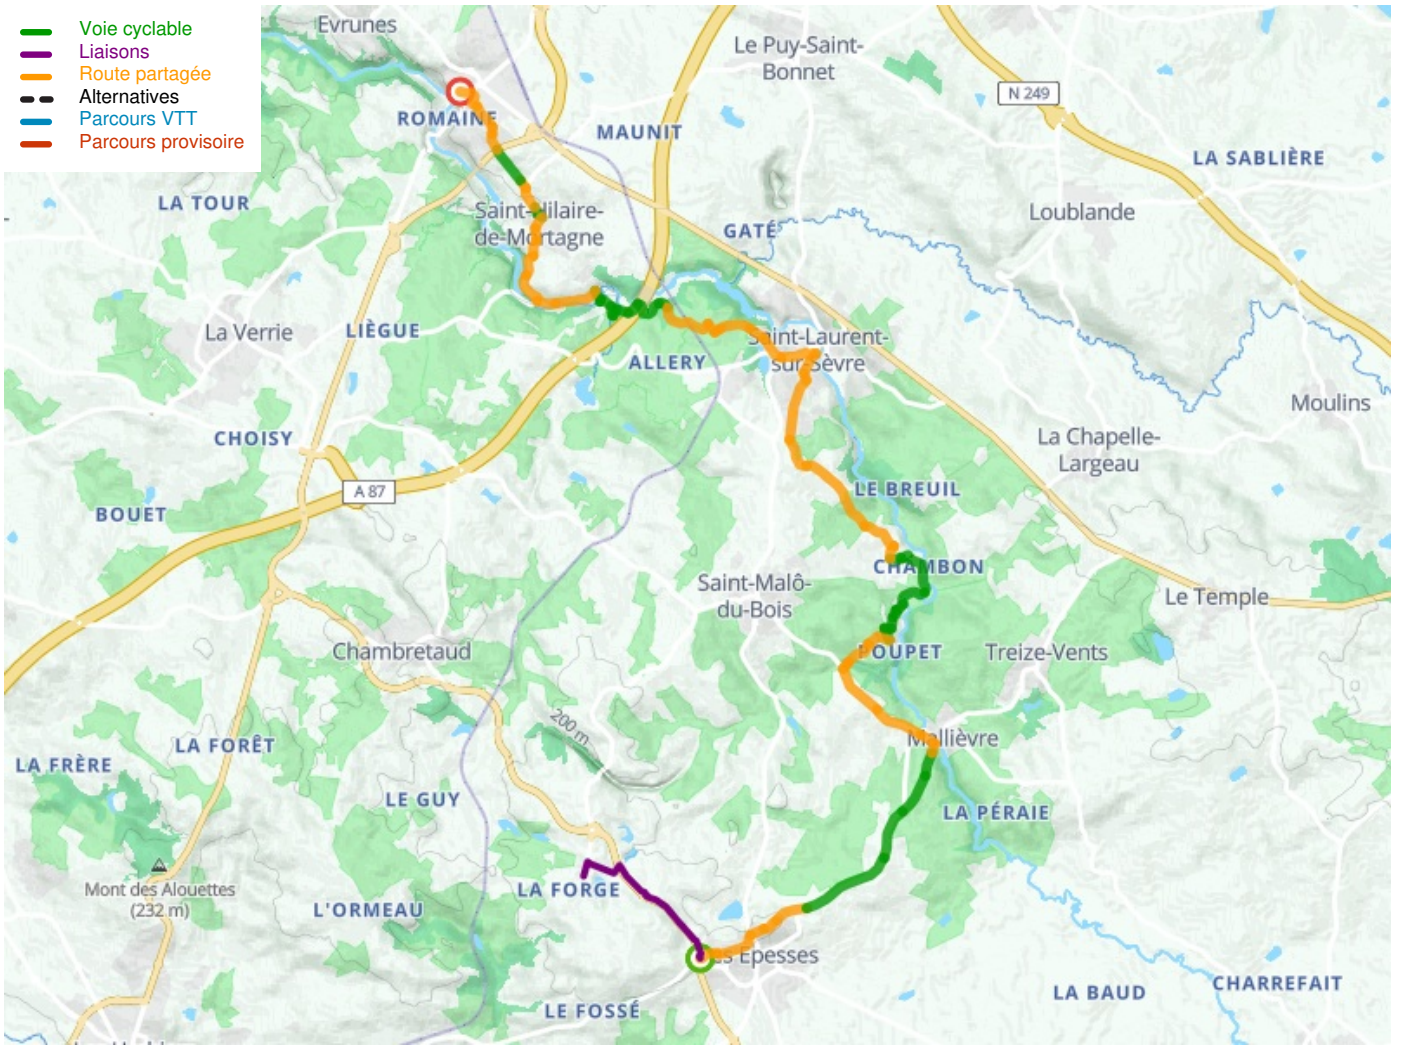 Voie cyclable
Liaisons
Route partagée
Alternatives
Parcours VTT
Parcours provisoire
Evrunes
Le Puy-Saint-
Bonnet
N 249
ROMAINE
MAUNIT
LA SABLIÈRE
LA TOUR
Saint-Hilaire-
de-Mortagne
GATÉ
Loublande
La Verrie
LIÈGUE
Saint-Laurent-
sur-Sèvre
ALLERY
Moulins
CHOISY
La Chapelle-
Largeau
A 87
LE BREUIL
BOUET
CHAMBON
Saint-Malô-
du-Bois
Le Temple
Chambretaud
POUPET
Treize-Vents
200 m
LA FORÊT
Mallièvre
LA FRÈRE
LE GUY
LA PÉRAIE
Mont des Alouettes
(232 m)
LA FORGE
L'ORMEAU
Les Epesses
CHARREFAIT
LA BAUD
LE FOSSÉ